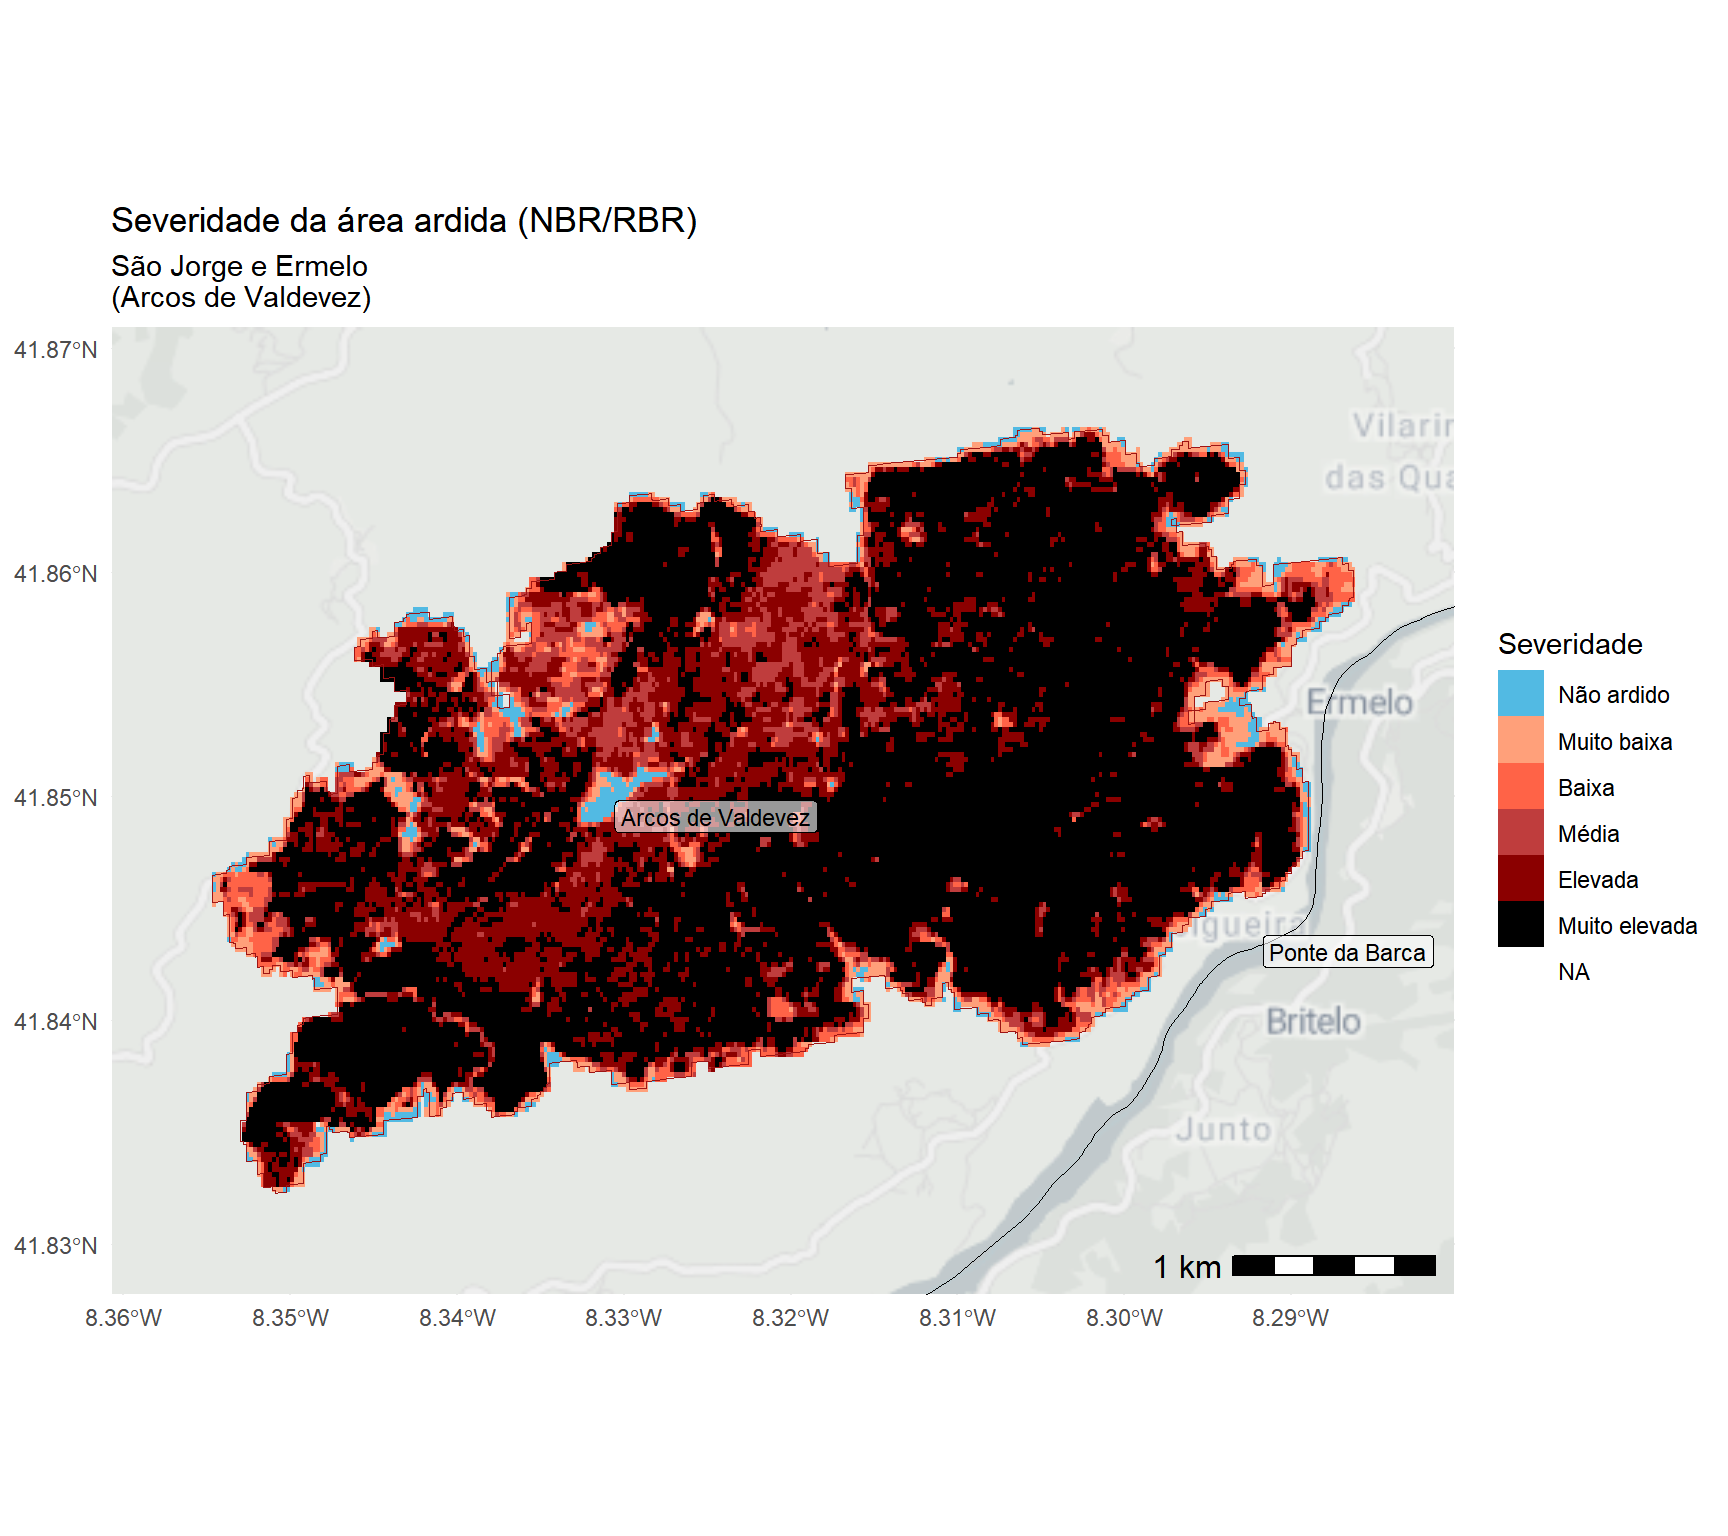 Severidade da área ardida (NBR/RBR)
São Jorge e Ermelo
(Arcos de Valdevez)
41.87°N
41.86°N
41.85°N
41.84°N
41.83°N
8.36°W
8.35°W
8.34°W
8.33°W
8.32°W
8.31°W
8.30°W
8.29°W
Vilarin
das Qua
Ermelo
Arcos de Valdevez
igueira
Ponte da Barca
Britelo
Junto
1 km
Severidade
Não ardido
Muito baixa
Baixa
Média
Elevada
Muito elevada
NA